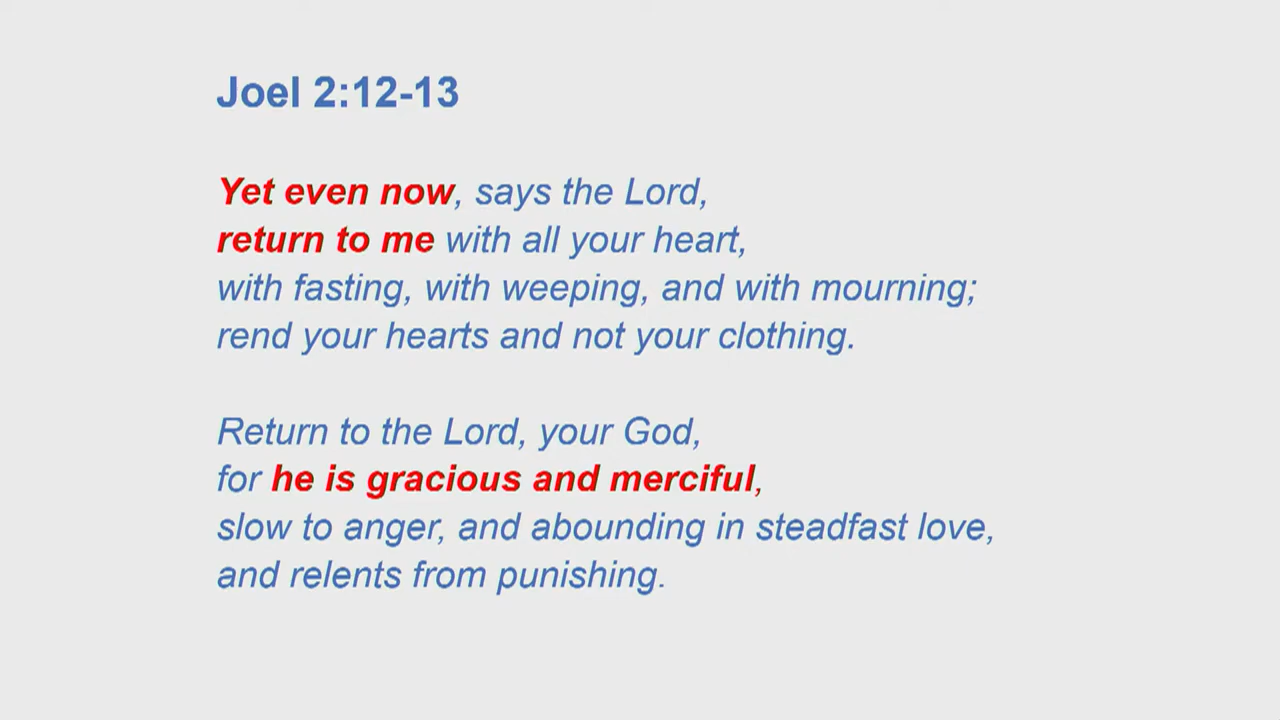 Joel 2:12-13
Yet even now, says the Lord,
return to me with all your heart,
with fasting, with weeping, and with mourning;
rend your hearts and not your clothing.
Return to the Lord, your God,
for he is gracious and merciful,
slow to anger, and abounding in steadfast love,
and relents from punishing.